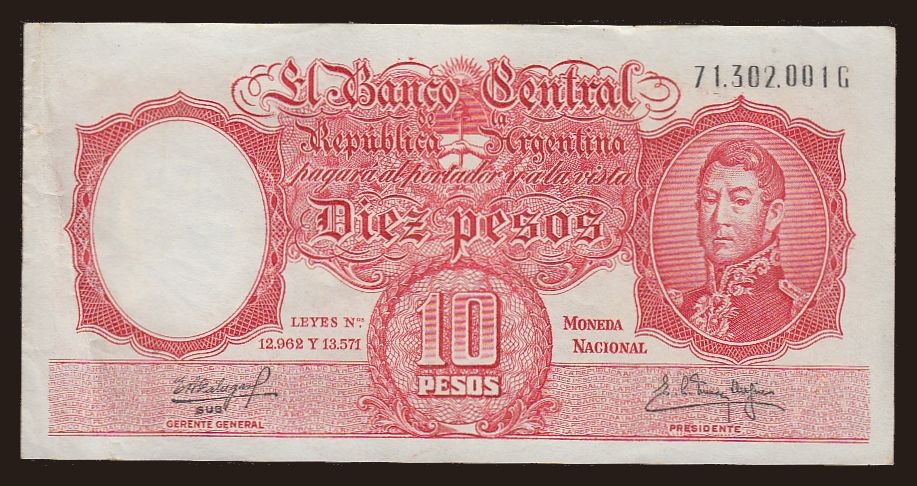 El Banco Central
71.302.001G
de la
República Argentina
pagará al portador y a la vista
Diez pesos
LEYES Nos.
12.962 Y 13.571
10
PESOS
MONEDA
NACIONAL
SUB
GERENTE GENERAL
PRESIDENTE